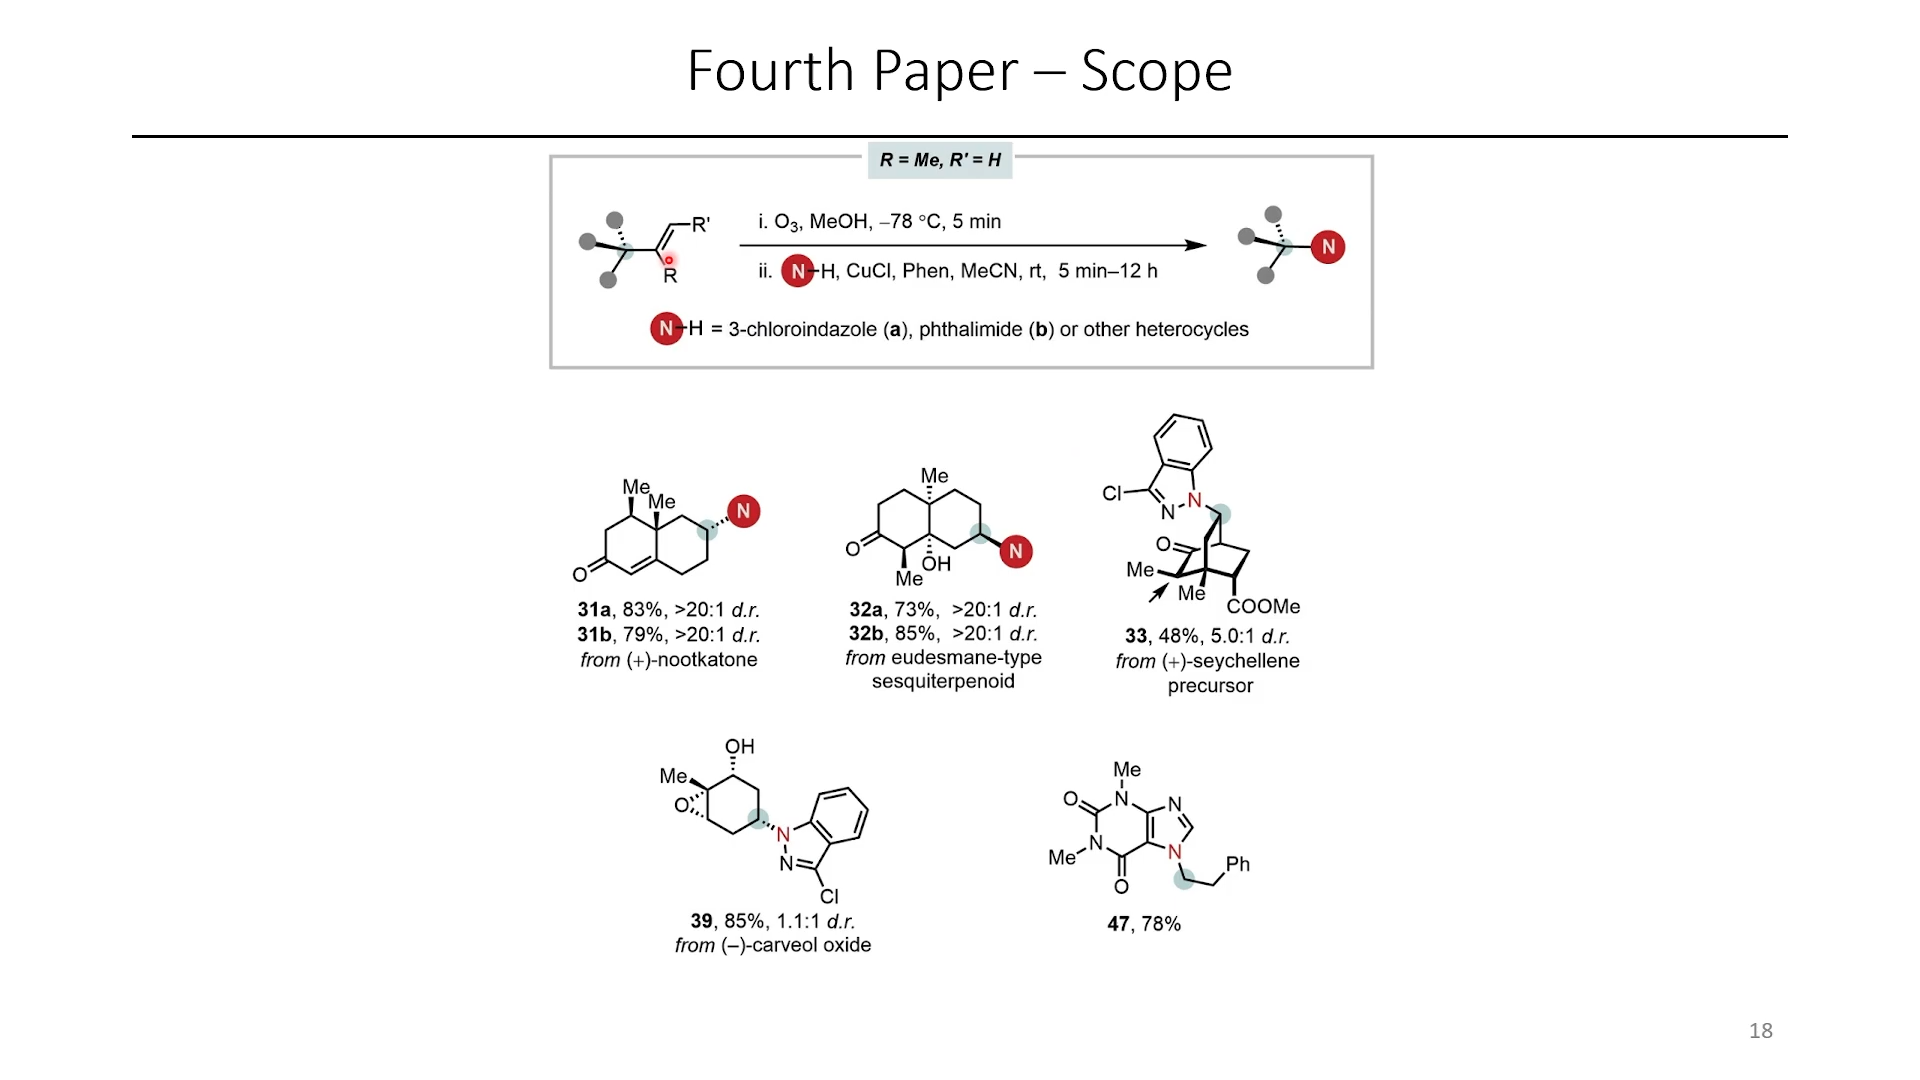 Fourth Paper – Scope
R = Me, R' = H
R'
R
i. O3, MeOH, –78 °C, 5 min
ii. N–H, CuCl, Phen, MeCN, rt, 5 min–12 h
N
N–H = 3-chloroindazole (a), phthalimide (b) or other heterocycles
Me
Me
N
O
31a, 83%, >20:1 d.r.
31b, 79%, >20:1 d.r.
from (+)-nootkatone
Me
O
OH
Me
N
32a, 73%, >20:1 d.r.
32b, 85%, >20:1 d.r.
from eudesmane-type
sesquiterpenoid
Cl
N
N
O
Me
Me
COOMe
33, 48%, 5.0:1 d.r.
from (+)-seychellene
precursor
OH
Me
O
N
N
Cl
39, 85%, 1.1:1 d.r.
from (–)-carveol oxide
Me
O
N
N
N
Me
N
O
Ph
47, 78%
18